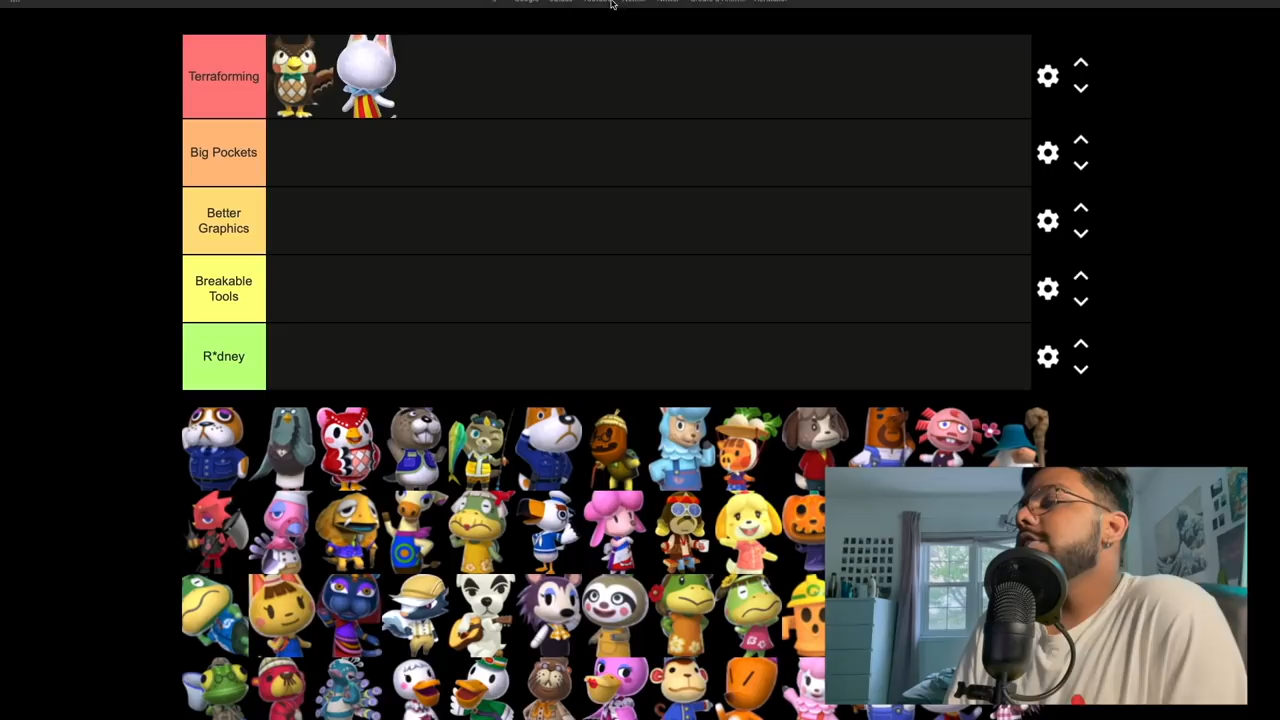 Terraforming
Big Pockets
Better
Graphics
Breakable
Tools
R*dney